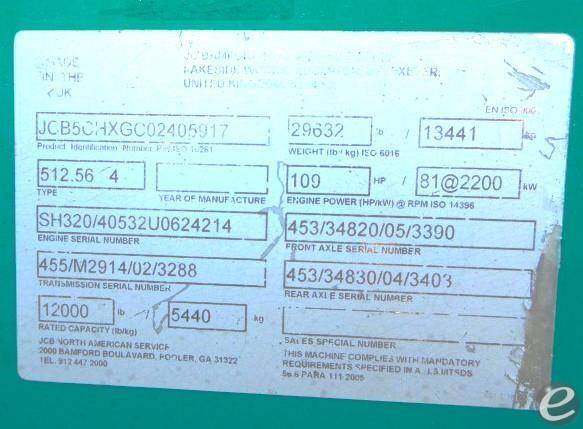 MADE
IN THE
UK
LAKESIDE
UNITED KINGDOM
EN ISO
JCB5CHXGC02405917
Product Identification Number
29632 lb / 13441 kg
WEIGHT (lb / kg) ISO 6016
512.56 4
TYPE
YEAR OF MANUFACTURE
109 HP / 81@2200 kW
ENGINE POWER (HP/kW) @ RPM ISO 14396
SH320/40532U0624214
ENGINE SERIAL NUMBER
453/34820/05/3390
FRONT AXLE SERIAL NUMBER
455/M2914/02/3288
TRANSMISSION SERIAL NUMBER
453/34830/04/3403
REAR AXLE SERIAL NUMBER
12000 lb / 5440 kg
RATED CAPACITY (lb/kg)
SALES SPECIAL NUMBER
JCB NORTH AMERICAN SERVICE
2000 BAMFORD BOULAVARD, POOLER, GA 31322
TEL. 912 447 2000
THIS MACHINE COMPLIES WITH MANDATORY
REQUIREMENTS SPECIFIED IN
PARA 111-2005
e